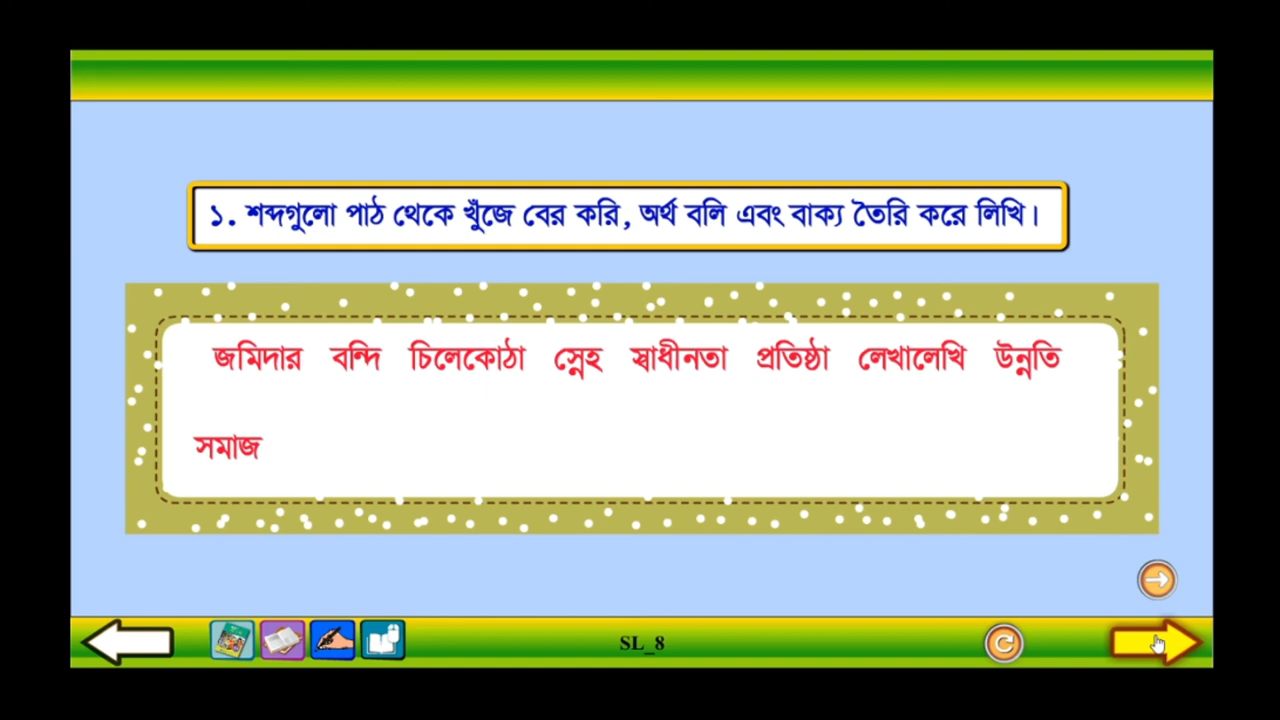 ১. শব্দগুলো পাঠ থেকে খুঁজে বের করি, অর্থ বলি এবং বাক্য তৈরি করে লিখি।
জমিদার বন্দি চিলেকোঠা স্নেহ স্বাধীনতা প্রতিষ্ঠা লেখালেখি উন্নতি
সমাজ
SL_8